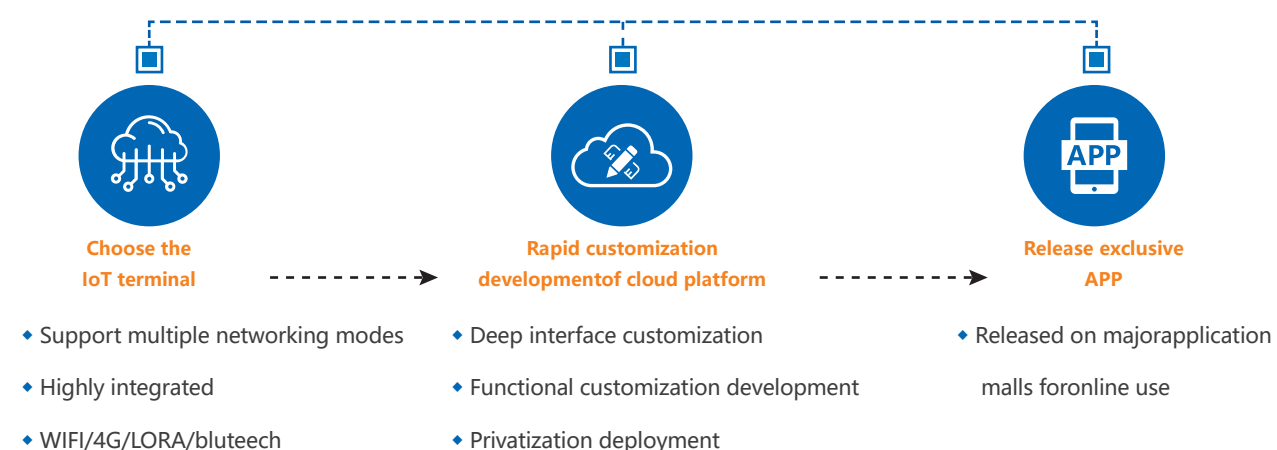 APP
Choose the
IoT terminal
Rapid customization
developmentof cloud platform
Release exclusive
APP
Support multiple networking modes
Highly integrated
WIFI/4G/LORA/bluteech
Deep interface customization
Functional customization development
Privatization deployment
Released on majorapplication
malls foronline use